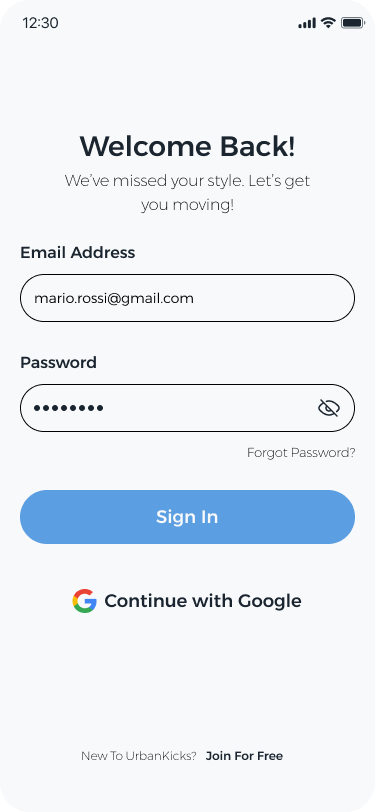 12:30
Welcome Back!
We've missed your style. Let's get
you moving!
Email Address
mario.rossi@gmail.com
Password
••••••••
Forgot Password?
Sign In
Continue with Google
New To UrbanKicks? Join For Free